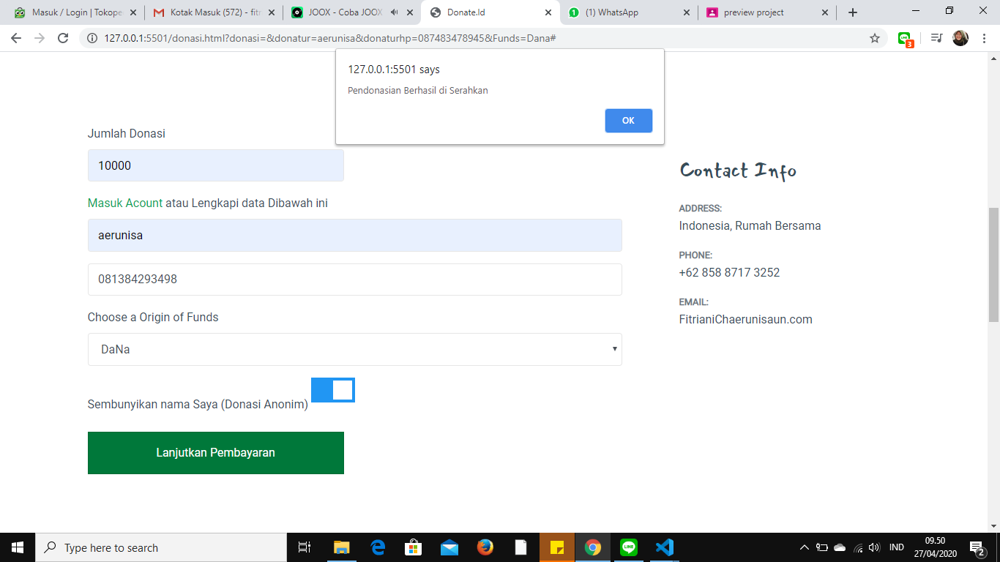 Masuk / Login | Tokope
Kotak Masuk (572) - fitr
JOOX - Coba JOOX
Donate.Id
(1) WhatsApp
preview project
127.0.0.1:5501/donasi.html?donasi=&donatur=aerunisa&donaturhp=087483478945&Funds=Dana#
3
127.0.0.1:5501 says
Pendonasian Berhasil di Serahkan
OK
Jumlah Donasi
10000
Masuk Acount atau Lengkapi data Dibawah ini
aerunisa
081384293498
Choose a Origin of Funds
DaNa
Sembunyikan nama Saya (Donasi Anonim)
Lanjutkan Pembayaran
Contact Info
ADDRESS:
Indonesia, Rumah Bersama
PHONE:
+62 858 8717 3252
EMAIL:
FitrianiChaerunisaun.com
Type here to search
IND
09.50
27/04/2020
2